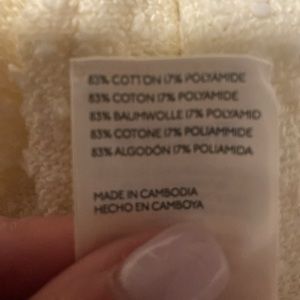 83% COTTON 17% POLYAMIDE
83% COTON 17% POLYAMIDE
83% BAUMWOLLE 17% POLYAMID
83% COTONE 17% POLIAMMIDE
83% ALGODÓN 17% POLIAMIDA
MADE IN CAMBODIA
HECHO EN CAMBOYA